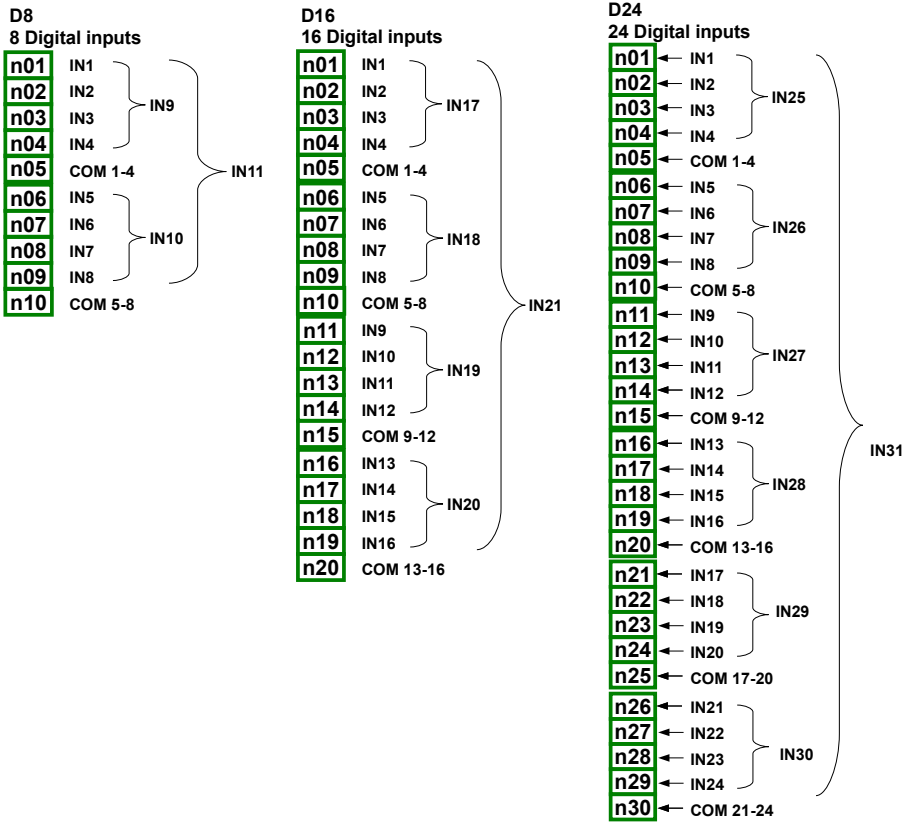 D8
8 Digital inputs
n01 IN1
n02 IN2
IN9
n03 IN3
n04 IN4
n05 COM 1-4
IN11
n06 IN5
n07 IN6
IN10
n08 IN7
n09 IN8
n10 COM 5-8
D16
16 Digital inputs
n01 IN1
n02 IN2
IN17
n03 IN3
n04 IN4
n05 COM 1-4
n06 IN5
n07 IN6
IN18
n08 IN7
n09 IN8
n10 COM 5-8
IN21
n11 IN9
n12 IN10
IN19
n13 IN11
n14 IN12
n15 COM 9-12
n16 IN13
n17 IN14
IN20
n18 IN15
n19 IN16
n20 COM 13-16
D24
24 Digital inputs
n01 IN1
n02 IN2
IN25
n03 IN3
n04 IN4
n05 COM 1-4
n06 IN5
n07 IN6
IN26
n08 IN7
n09 IN8
n10 COM 5-8
n11 IN9
n12 IN10
IN27
n13 IN11
n14 IN12
n15 COM 9-12
IN31
n16 IN13
n17 IN14
IN28
n18 IN15
n19 IN16
n20 COM 13-16
n21 IN17
n22 IN18
IN29
n23 IN19
n24 IN20
n25 COM 17-20
n26 IN21
n27 IN22
IN30
n28 IN23
n29 IN24
n30 COM 21-24